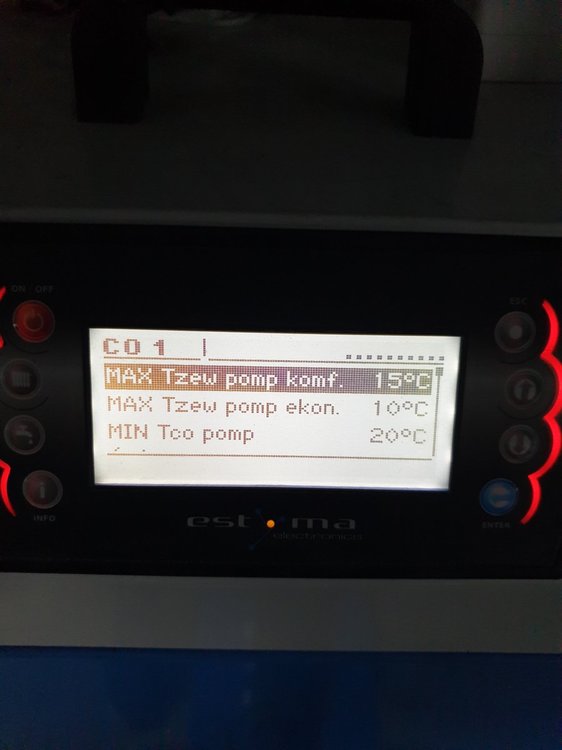 ON OFF
ESC
CO 1
MAX Tzew pomp komf. 15°C
MAX Tzew pomp ekon. 10°C
MIN Tco pomp 20°C
INFO
ENTER
estyma
electronics